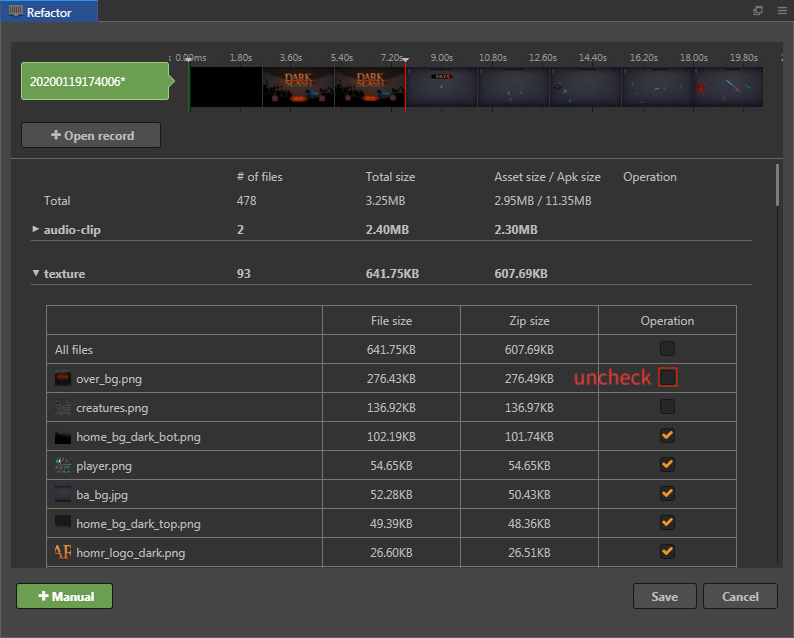 Refactor
0.00ms 1.80s 3.60s 5.40s 7.20s 9.00s 10.80s 12.60s 14.40s 16.20s 18.00s 19.80s
20200119174006*
DARK SLASH DARK SLASH
Open record
# of files Total size Asset size / Apk size Operation
Total 478 3.25MB 2.95MB / 11.35MB
audio-clip 2 2.40MB 2.30MB
texture 93 641.75KB 607.69KB
File size Zip size Operation
All files 641.75KB 607.69KB
over_bg.png 276.43KB 276.49KB uncheck
creatures.png 136.92KB 136.97KB
home_bg_dark_bot.png 102.19KB 101.74KB
player.png 54.65KB 54.65KB
ba_bg.jpg 52.28KB 50.43KB
home_bg_dark_top.png 49.39KB 48.36KB
homr_logo_dark.png 26.60KB 26.51KB
Manual Save Cancel